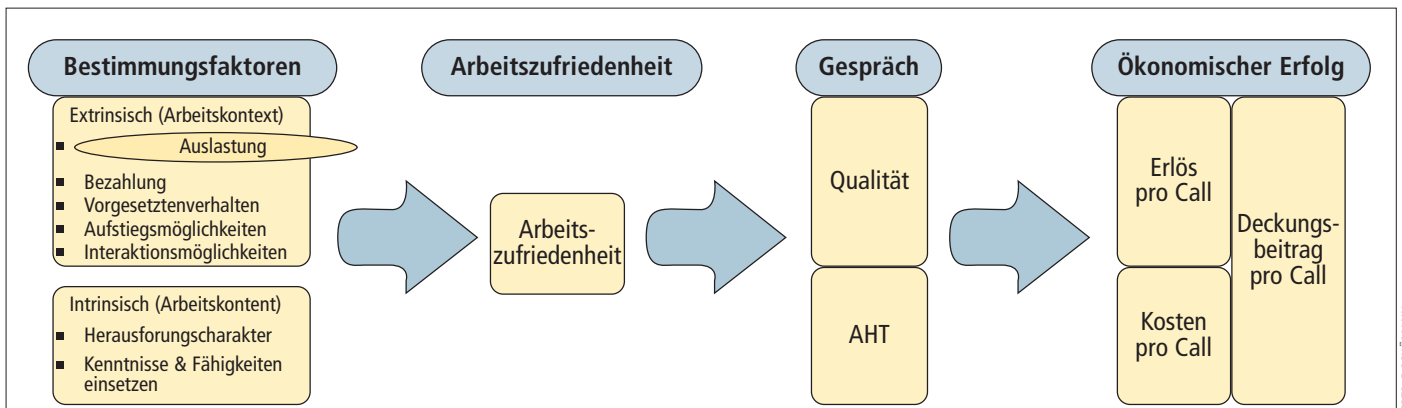 Bestimmungsfaktoren
Extrinsisch (Arbeitskontext)
Auslastung
Bezahlung
Vorgesetztenverhalten
Aufstiegsmöglichkeiten
Interaktionsmöglichkeiten
Intrinsisch (Arbeitskontent)
Herausforungscharakter
Kenntnisse & Fähigkeiten
einsetzen
Arbeitszufriedenheit
Arbeits-
zufriedenheit
Gespräch
Qualität
AHT
Ökonomischer Erfolg
Erlös
pro Call
Kosten
pro Call
Deckungs-
beitrag
pro Call